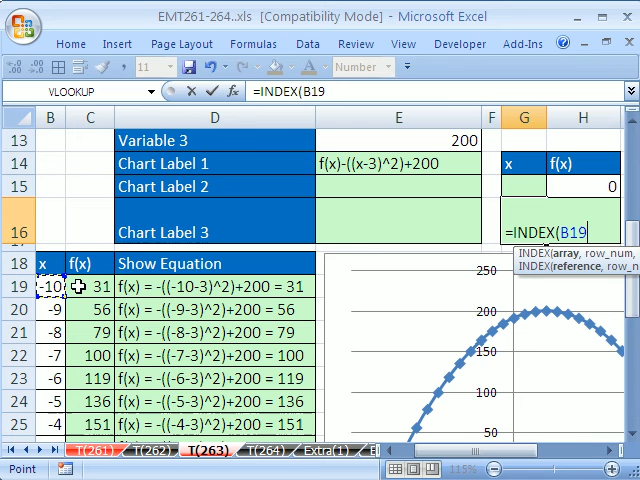 EMT261-264..xls [Compatibility Mode] - Microsoft Excel
Home Insert Page Layout Formulas Data Review View Developer Add-Ins
11 Number
VLOOKUP =INDEX(B19
B C D E F G H
13 Variable 3 200
14 Chart Label 1 f(x)-((x-3)^2)+200 x f(x)
15 Chart Label 2 0
16 Chart Label 3 =INDEX(B19
INDEX(array, row_num,
INDEX(reference, row_n
17
18 x f(x) Show Equation
19 -10 31 f(x) = -((-10-3)^2)+200 = 31
20 -9 56 f(x) = -((-9-3)^2)+200 = 56
21 -8 79 f(x) = -((-8-3)^2)+200 = 79
22 -7 100 f(x) = -((-7-3)^2)+200 = 100
23 -6 119 f(x) = -((-6-3)^2)+200 = 119
24 -5 136 f(x) = -((-5-3)^2)+200 = 136
25 -4 151 f(x) = -((-4-3)^2)+200 = 151
250
200
150
100
50
T(261) T(262) T(263) T(264) Extra(1)
Point 115%